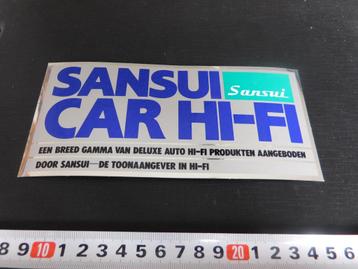 SANSUI Sansui
CAR HI-FI
EEN BREED GAMMA VAN DELUXE AUTO HI-FI PRODUKTEN AANGEBODEN
DOOR SANSUI—DE TOONAANGEVER IN HI-FI
8 9 10 1 2 3 4 5 6 7 8 9 20 1 2 3 4 5